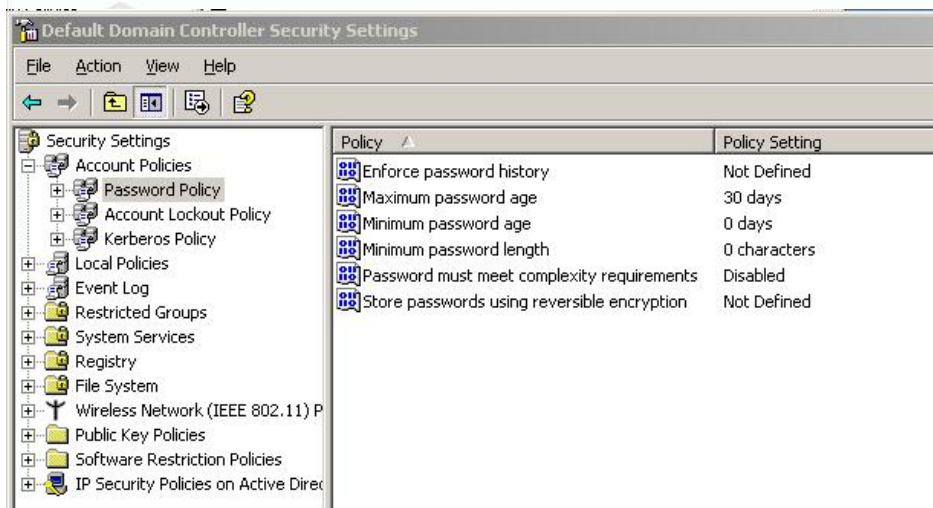 Default Domain Controller Security Settings
File Action View Help
Security Settings
Account Policies
Password Policy
Account Lockout Policy
Kerberos Policy
Local Policies
Event Log
Restricted Groups
System Services
Registry
File System
Wireless Network (IEEE 802.11) P
Public Key Policies
Software Restriction Policies
IP Security Policies on Active Direc
Policy Policy Setting
Enforce password history Not Defined
Maximum password age 30 days
Minimum password age 0 days
Minimum password length 0 characters
Password must meet complexity requirements Disabled
Store passwords using reversible encryption Not Defined